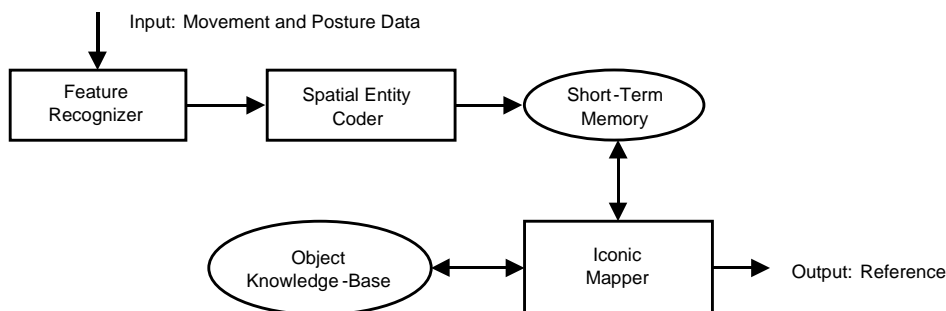 Input: Movement and Posture Data
Feature
Recognizer
Spatial Entity
Coder
Short-Term
Memory
Object
Knowledge-Base
Iconic
Mapper
Output: Reference